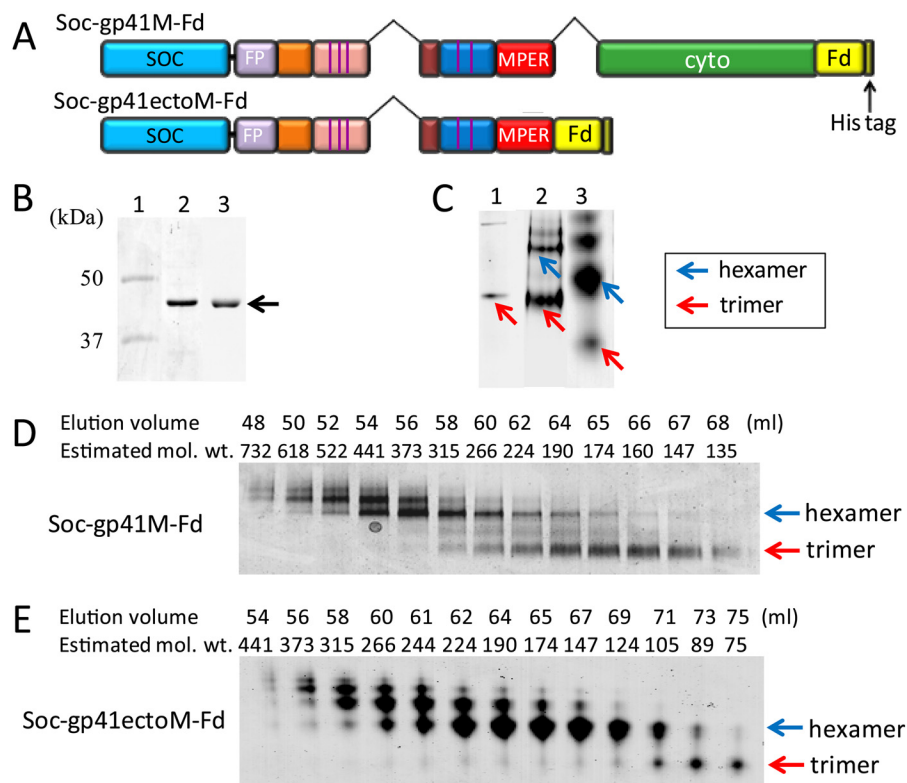 A
Soc-gp41M-Fd
SOC FP MPER cyto Fd
Soc-gp41ectoM-Fd
SOC FP MPER Fd
His tag
B
(kDa) 1 2 3
50
37
C
1 2 3
hexamer
trimer
D
Elution volume 48 50 52 54 56 58 60 62 64 65 66 67 68 (ml)
Estimated mol. wt. 732 618 522 441 373 315 266 224 190 174 160 147 135
Soc-gp41M-Fd
hexamer
trimer
E
Elution volume 54 56 58 60 61 62 64 65 67 69 71 73 75 (ml)
Estimated mol. wt. 441 373 315 266 244 224 190 174 147 124 105 89 75
Soc-gp41ectoM-Fd
hexamer
trimer